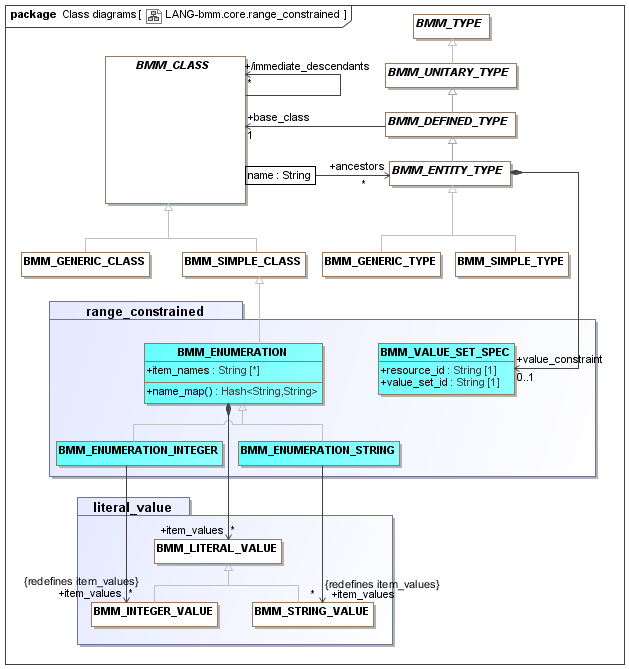 package Class diagrams [ LANG-bmm.core.range_constrained ]
BMM_TYPE
BMM_CLASS
+/immediate_descendants
*
BMM_UNITARY_TYPE
+base_class
1
BMM_DEFINED_TYPE
name : String
+ancestors
*
BMM_ENTITY_TYPE
BMM_GENERIC_CLASS
BMM_SIMPLE_CLASS
BMM_GENERIC_TYPE
BMM_SIMPLE_TYPE
range_constrained
BMM_ENUMERATION
+item_names : String [*]
+name_map() : Hash<String,String>
BMM_VALUE_SET_SPEC
+resource_id : String [1]
+value_set_id : String [1]
+value_constraint
0..1
BMM_ENUMERATION_INTEGER
BMM_ENUMERATION_STRING
literal_value
+item_values
*
BMM_LITERAL_VALUE
{redefines item_values}
+item_values
*
{redefines item_values}
+item_values
*
BMM_INTEGER_VALUE
BMM_STRING_VALUE